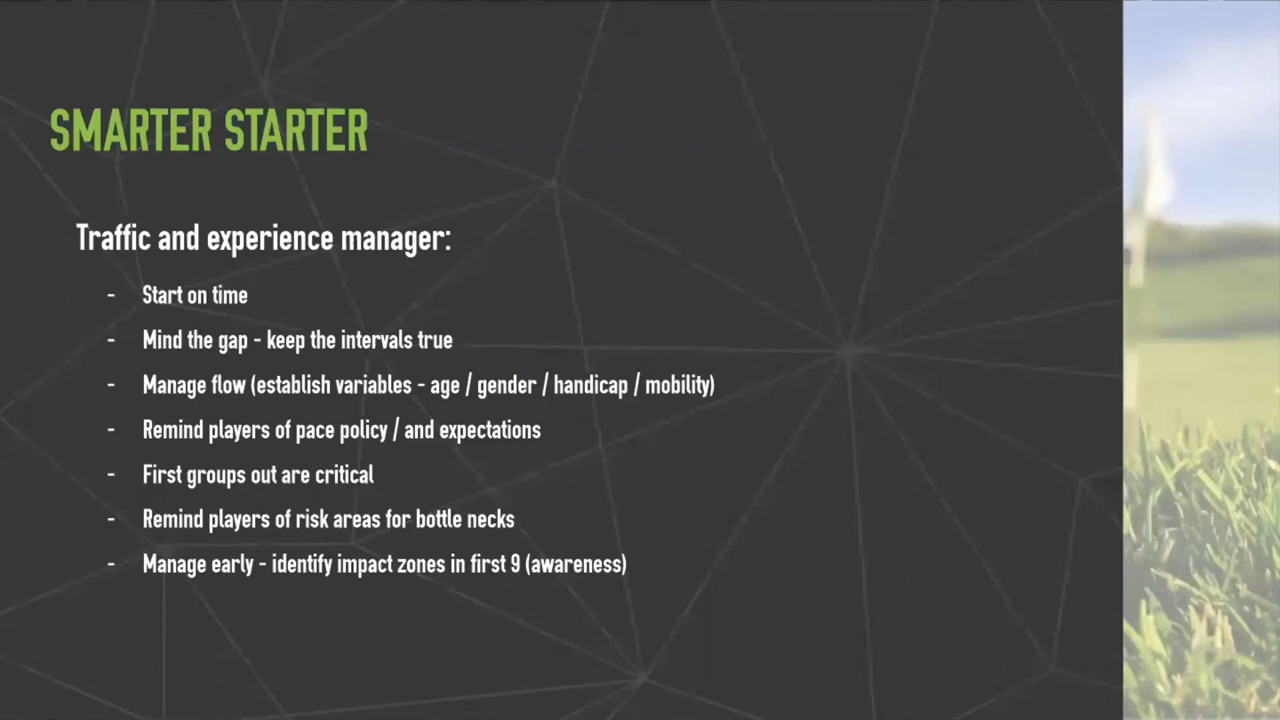 SMARTER STARTER
Traffic and experience manager:
- Start on time
- Mind the gap - keep the intervals true
- Manage flow (establish variables - age / gender / handicap / mobility)
- Remind players of pace policy / and expectations
- First groups out are critical
- Remind players of risk areas for bottle necks
- Manage early - identify impact zones in first 9 (awareness)